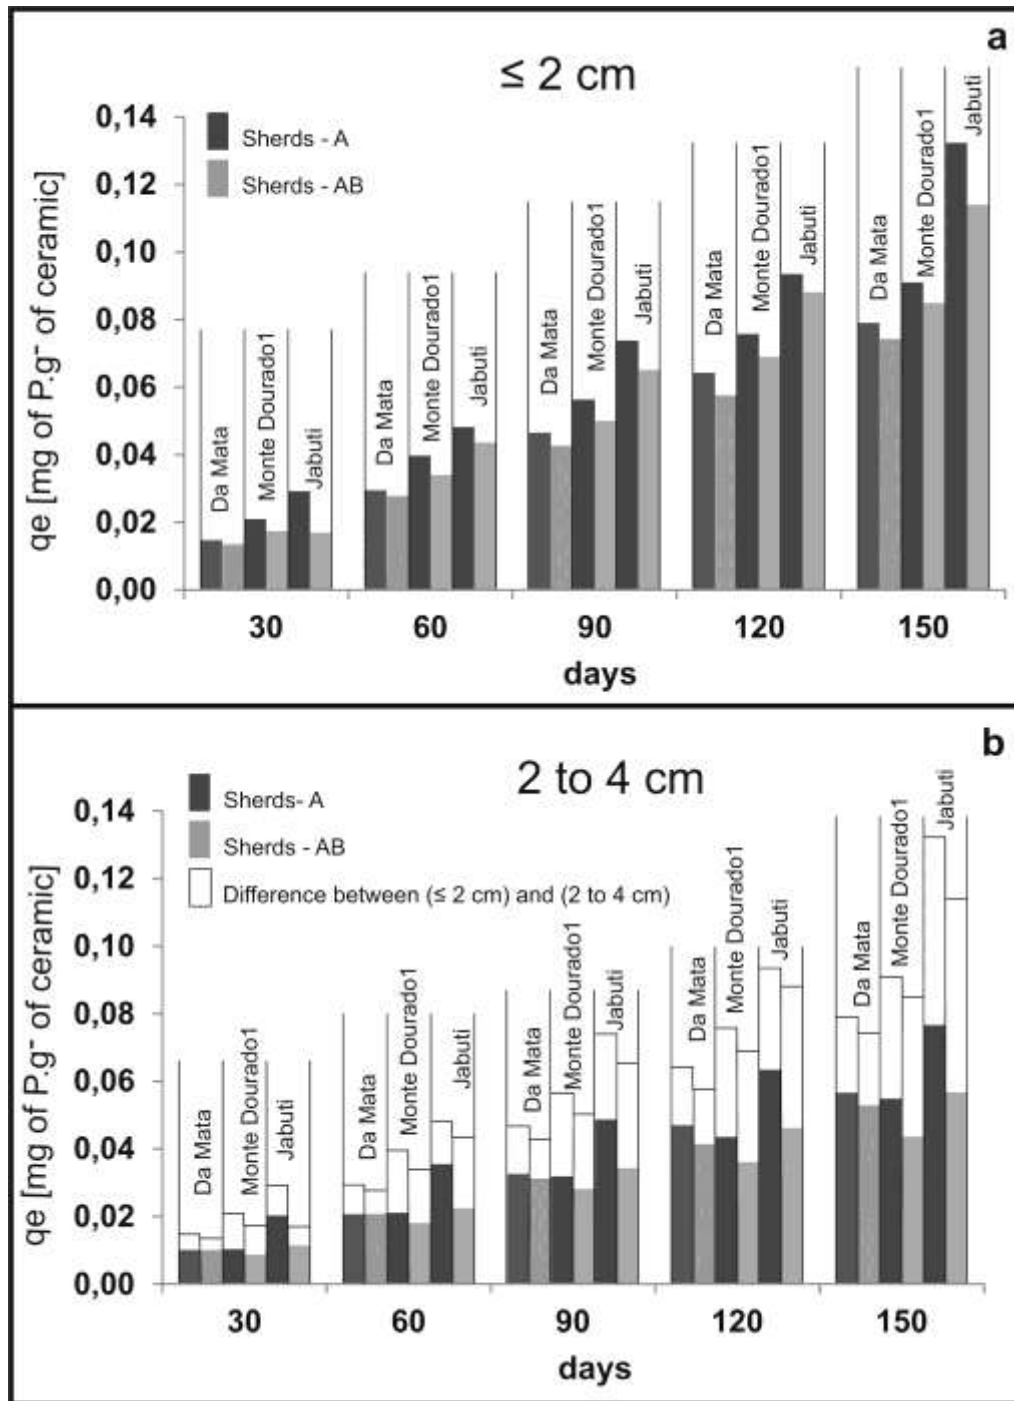 a
≤ 2 cm
Sherds - A
Sherds - AB
qe [mg of P.g⁻ of ceramic]
0,14
0,12
0,10
0,08
0,06
0,04
0,02
0,00
Da Mata
Monte Dourado1
Jabuti
Da Mata
Monte Dourado1
Jabuti
Da Mata
Monte Dourado1
Jabuti
Da Mata
Monte Dourado1
Jabuti
Da Mata
Monte Dourado1
Jabuti
30 60 90 120 150
days
b
2 to 4 cm
Sherds- A
Sherds - AB
Difference between (≤ 2 cm) and (2 to 4 cm)
qe [mg of P.g⁻ of ceramic]
0,14
0,12
0,10
0,08
0,06
0,04
0,02
0,00
Da Mata
Monte Dourado1
Jabuti
Da Mata
Monte Dourado1
Jabuti
Da Mata
Monte Dourado1
Jabuti
Da Mata
Monte Dourado1
Jabuti
Da Mata
Monte Dourado1
Jabuti
30 60 90 120 150
days